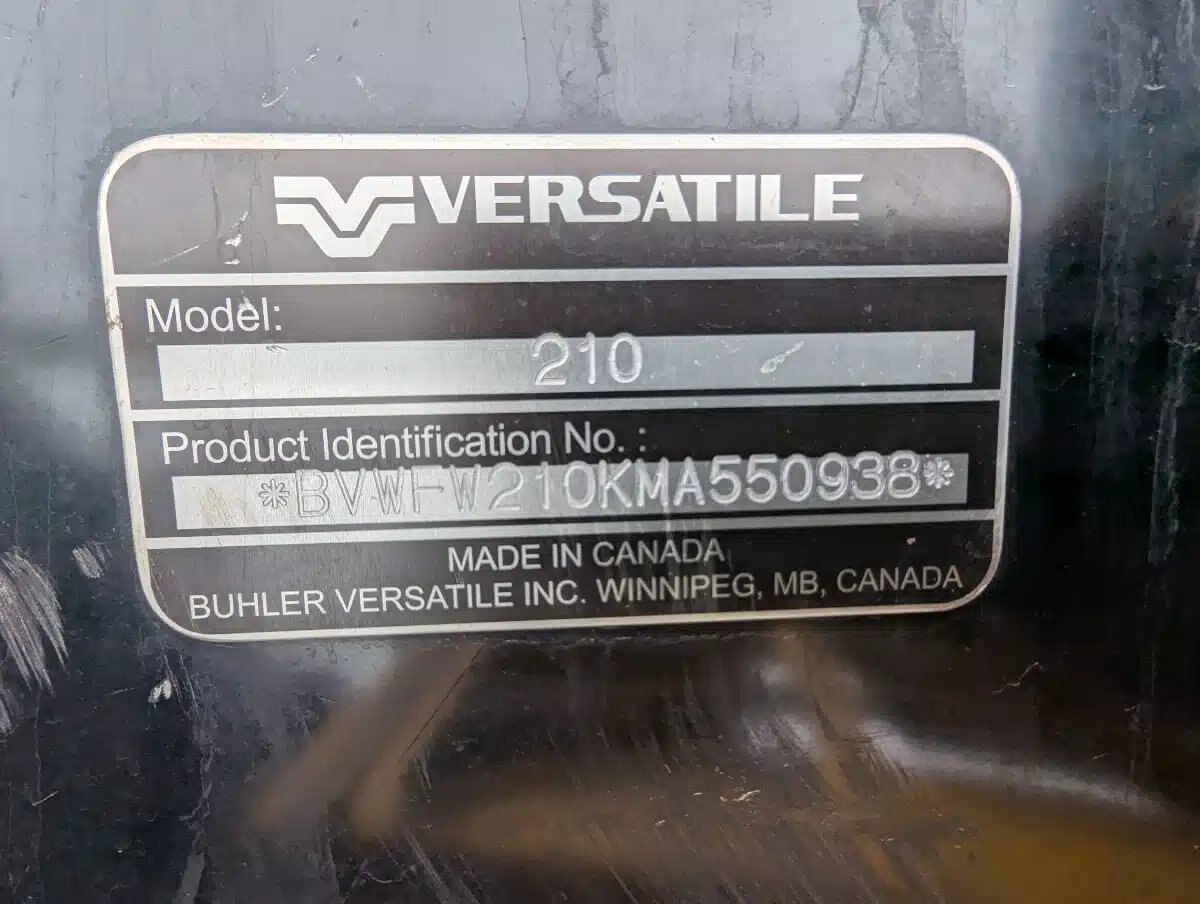 VERSATILE
Model:
210
Product Identification No. :
*BVWFW210KMA550938*
MADE IN CANADA
BUHLER VERSATILE INC. WINNIPEG, MB, CANADA